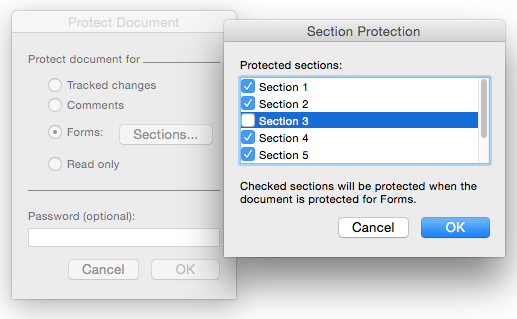 Protect Document
Protect document for
Tracked changes
Comments
Forms:
Sections...
Read only
Password (optional):
Cancel
OK
Section Protection
Protected sections:
Section 1
Section 2
Section 3
Section 4
Section 5
Checked sections will be protected when the
document is protected for Forms.
Cancel
OK